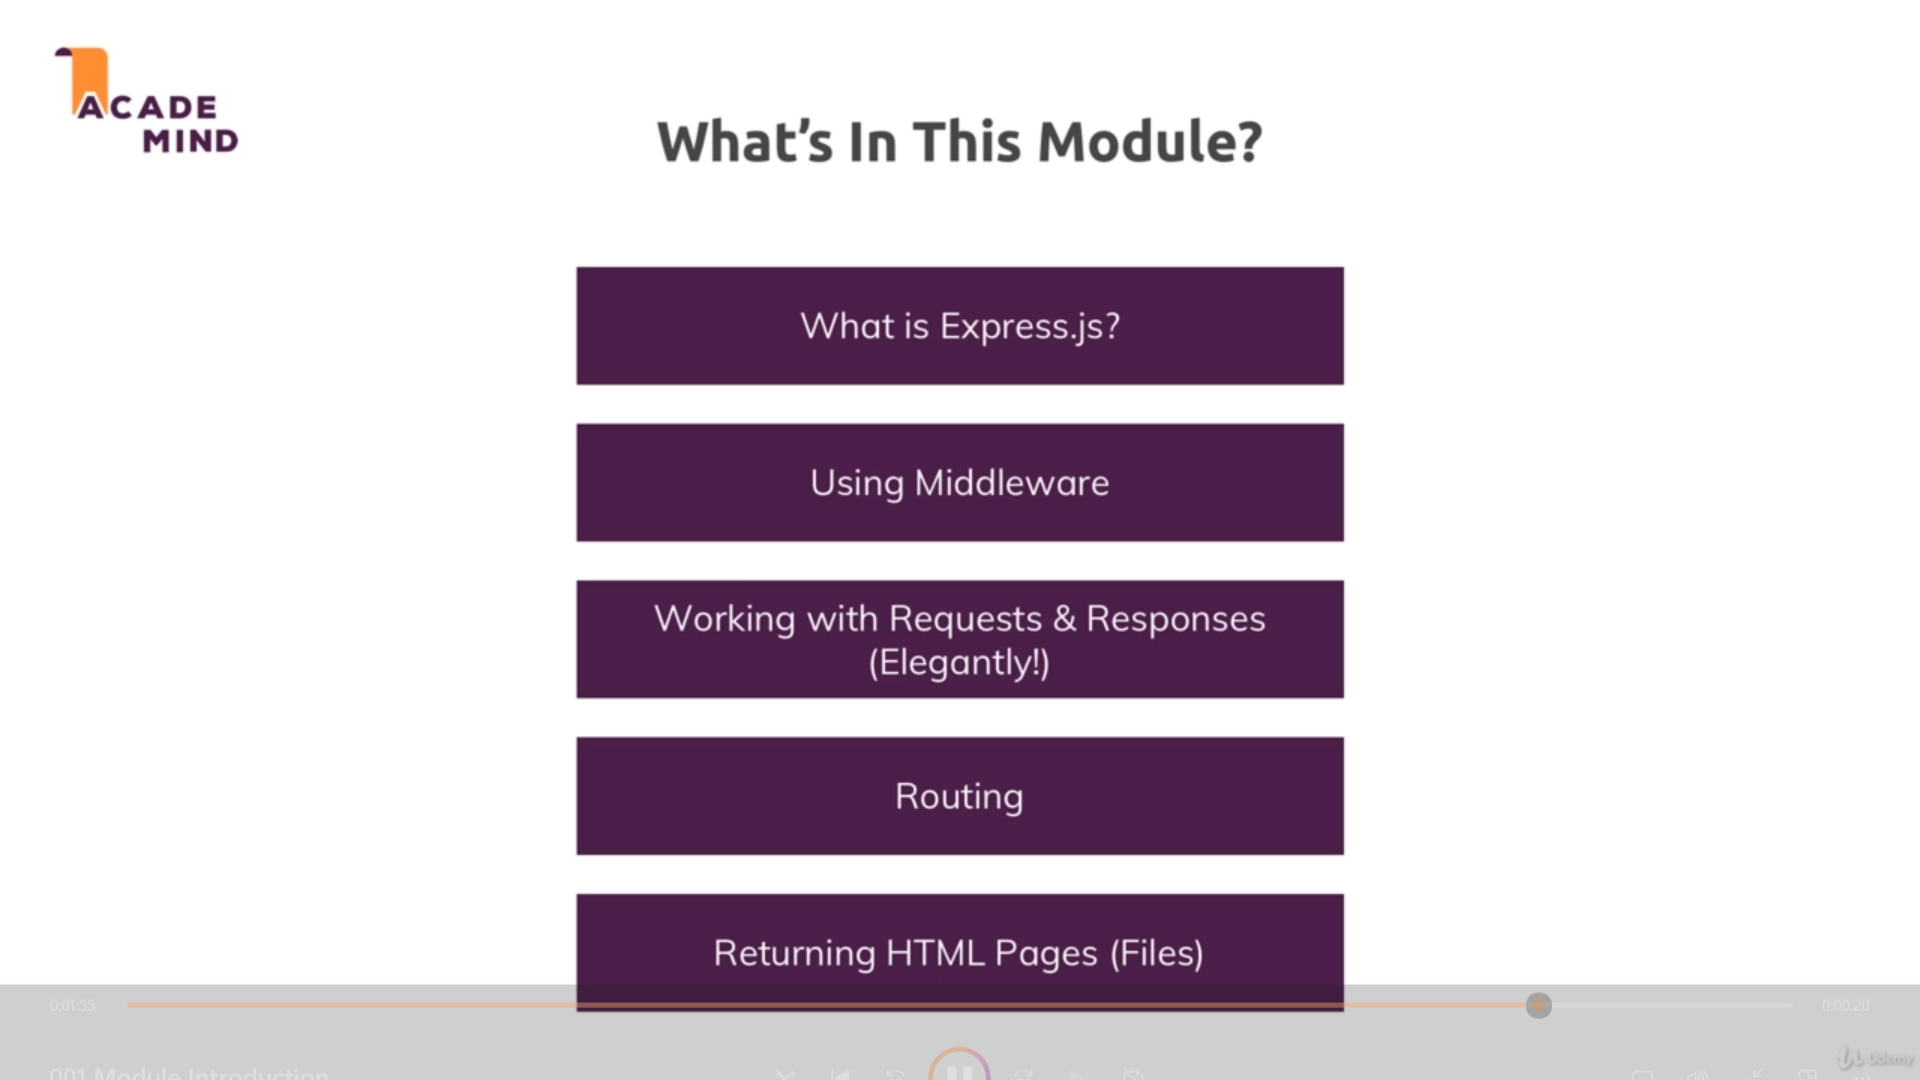 ACADE
MIND
What's In This Module?
What is Express.js?
Using Middleware
Working with Requests & Responses
(Elegantly!)
Routing
Returning HTML Pages (Files)
0:01:55
0:00:20
001 Module Introduction
Udemy